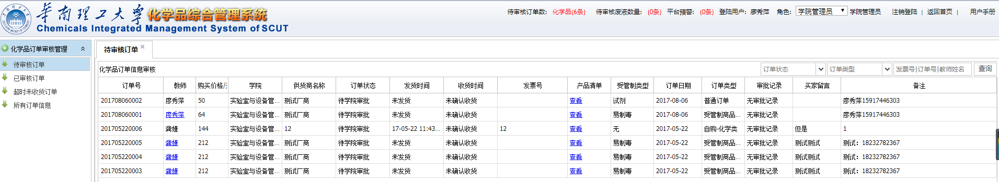 華南理工大學 化学品综合管理系统
Chemicals Integrated Management System of SCUT
待审核订单数: 化学品(6条) 待审核废液数量: (0条) 平台预警: (0条) 登陆用户: 廖秀萍 角色: 学院管理员 学院管理员 注销登陆 | 返回首页 | 用户手册
化学品订单审核管理
待审核订单
已审核订单
超时未收货订单
所有订单信息
待审核订单
化学品订单信息审核 订单状态 订单类型 发票号|订单号|教师姓名 查询
订单号 教师 购买价格/ 学院 供货商名称 订单状态 发货时间 收货时间 发票号 产品清单 受管制类型 订单日期 订单类型 审批记录 买家留言 备注
201708060002 廖秀萍 50 实验室与设备管... 测试厂商 待学院审批 未发货 未确认收货 查看 试剂 2017-08-06 普通订单 无审批记录 廖秀萍15917446303
201708060001 廖秀萍 64 实验室与设备管... 测试厂商 待学院审批 未发货 未确认收货 查看 易制毒 2017-08-06 受管制商品... 无审批记录 廖秀萍15917446303
201705220006 龚婕 144 实验室与设备管... 12 待学院审批 17-05-22 11:43... 未确认收货 12 查看 无 2017-05-22 自购-化学类 无审批记录 但是 1
201705220005 龚婕 212 实验室与设备管... 测试厂商 待学院审批 未发货 未确认收货 查看 易制毒 2017-05-22 受管制商品... 无审批记录 测试测试 测试: 18232782367
201705220004 龚婕 212 实验室与设备管... 测试厂商 待学院审批 未发货 未确认收货 查看 易制毒 2017-05-22 受管制商品... 无审批记录 测试测试 测试: 18232782367
201705220003 龚婕 212 实验室与设备管... 测试厂商 待学院审批 未发货 未确认收货 查看 易制毒 2017-05-22 受管制商品... 无审批记录 测试测试 测试: 18232782367